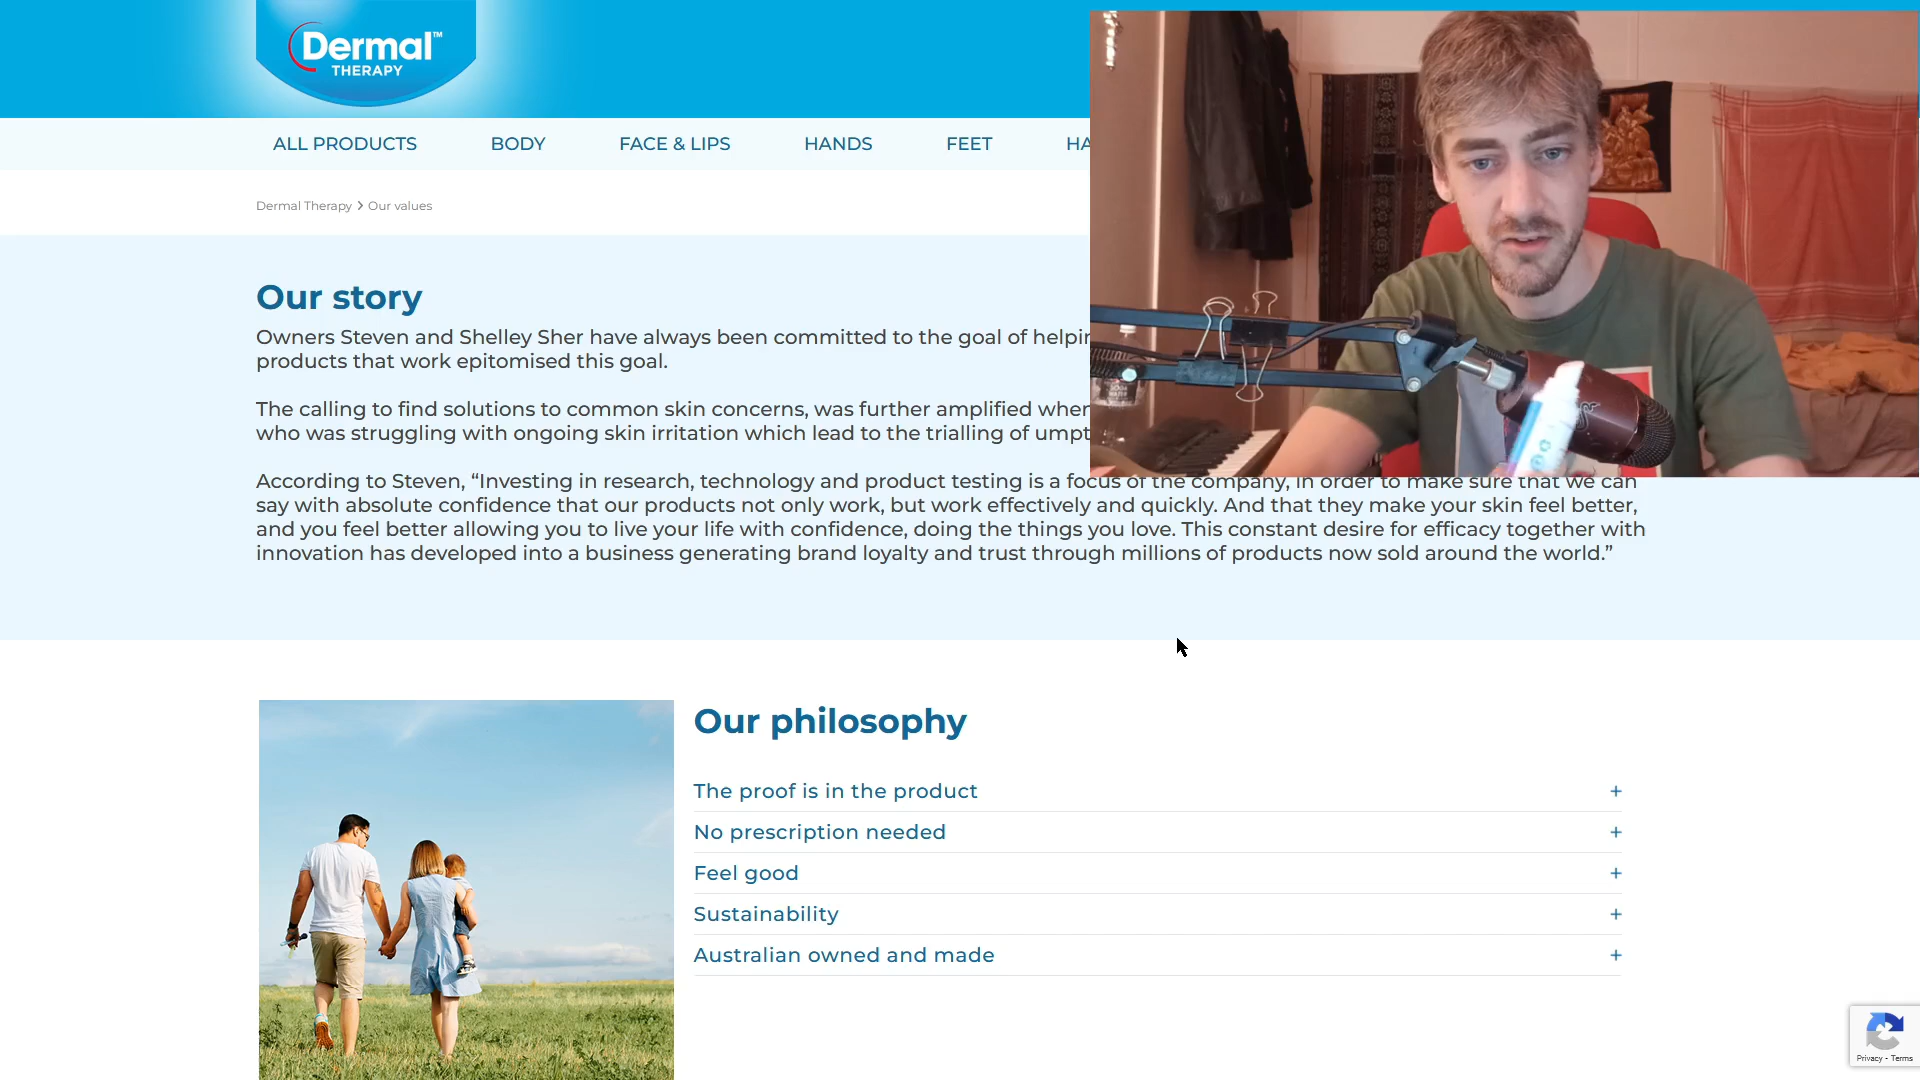 Dermal™
THERAPY
ALL PRODUCTS BODY FACE & LIPS HANDS FEET HA
Dermal Therapy > Our values
Our story
Owners Steven and Shelley Sher have always been committed to the goal of helpin
products that work epitomised this goal.
The calling to find solutions to common skin concerns, was further amplified when
who was struggling with ongoing skin irritation which lead to the trialling of umpt
According to Steven, “Investing in research, technology and product testing is a focus of the company, in order to make sure that we can
say with absolute confidence that our products not only work, but work effectively and quickly. And that they make your skin feel better,
and you feel better allowing you to live your life with confidence, doing the things you love. This constant desire for efficacy together with
innovation has developed into a business generating brand loyalty and trust through millions of products now sold around the world.”
Our philosophy
The proof is in the product +
No prescription needed +
Feel good +
Sustainability +
Australian owned and made +
Privacy - Terms